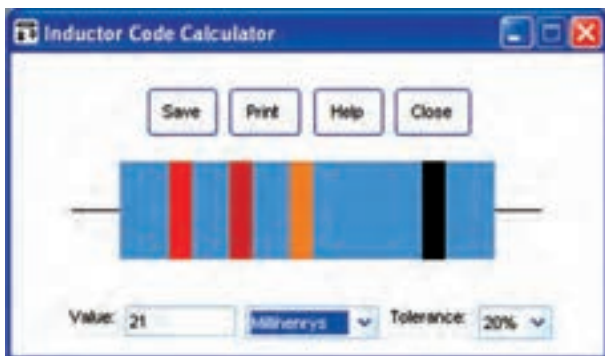 Inductor Code Calculator
Save Print Help Close
Value: 21 Millihenrys Tolerance: 20%